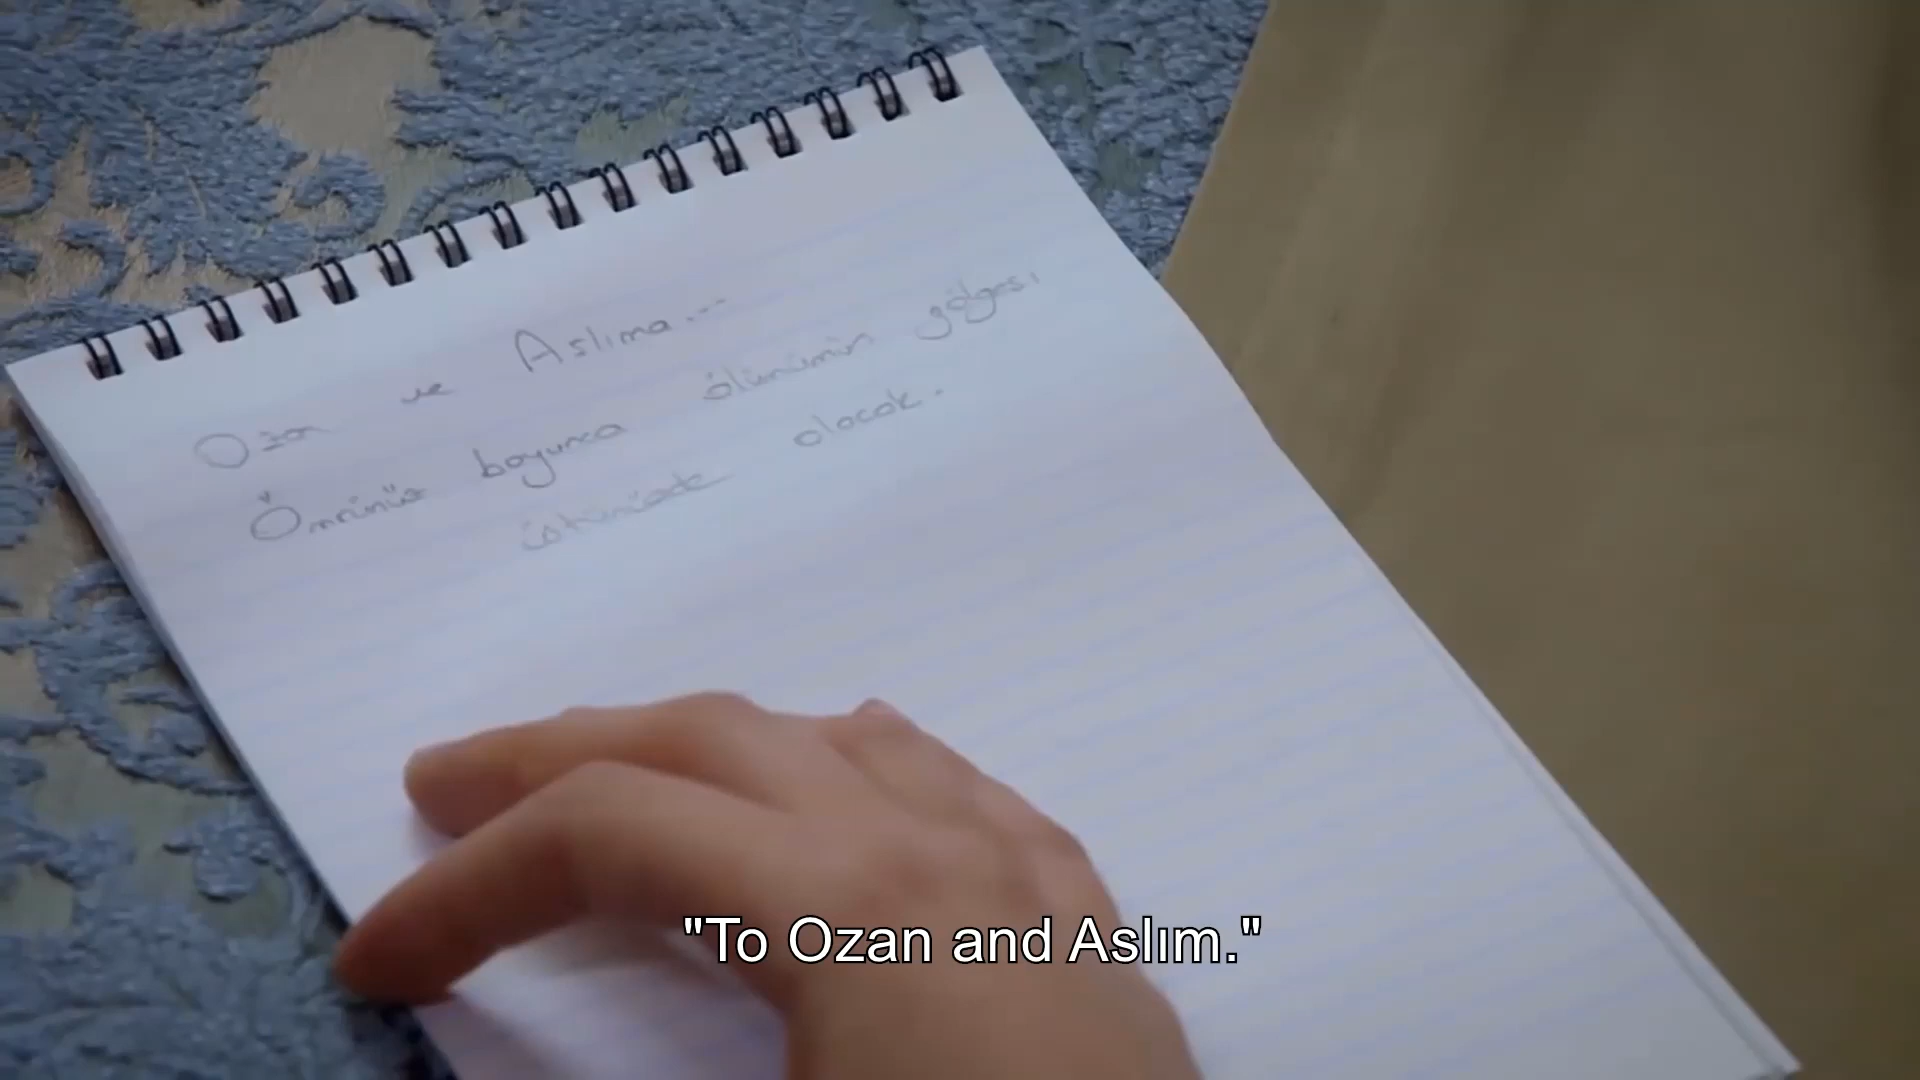 Ozan ve Aslıma...
Ömrünüz boyunca ölümümün gölgesi
üstünüzde olacak.
"To Ozan and Aslım."